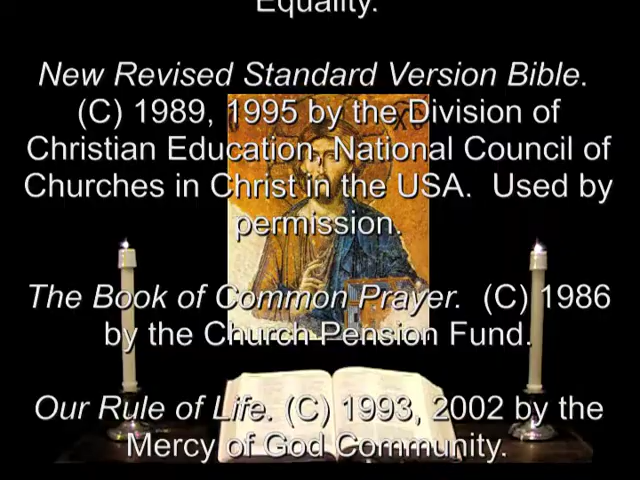 Equality.
New Revised Standard Version Bible.
(C) 1989, 1995 by the Division of
Christian Education, National Council of
Churches in Christ in the USA.  Used by
permission.
The Book of Common Prayer.  (C) 1986
by the Church Pension Fund.
Our Rule of Life. (C) 1993, 2002 by the
Mercy of God Community.